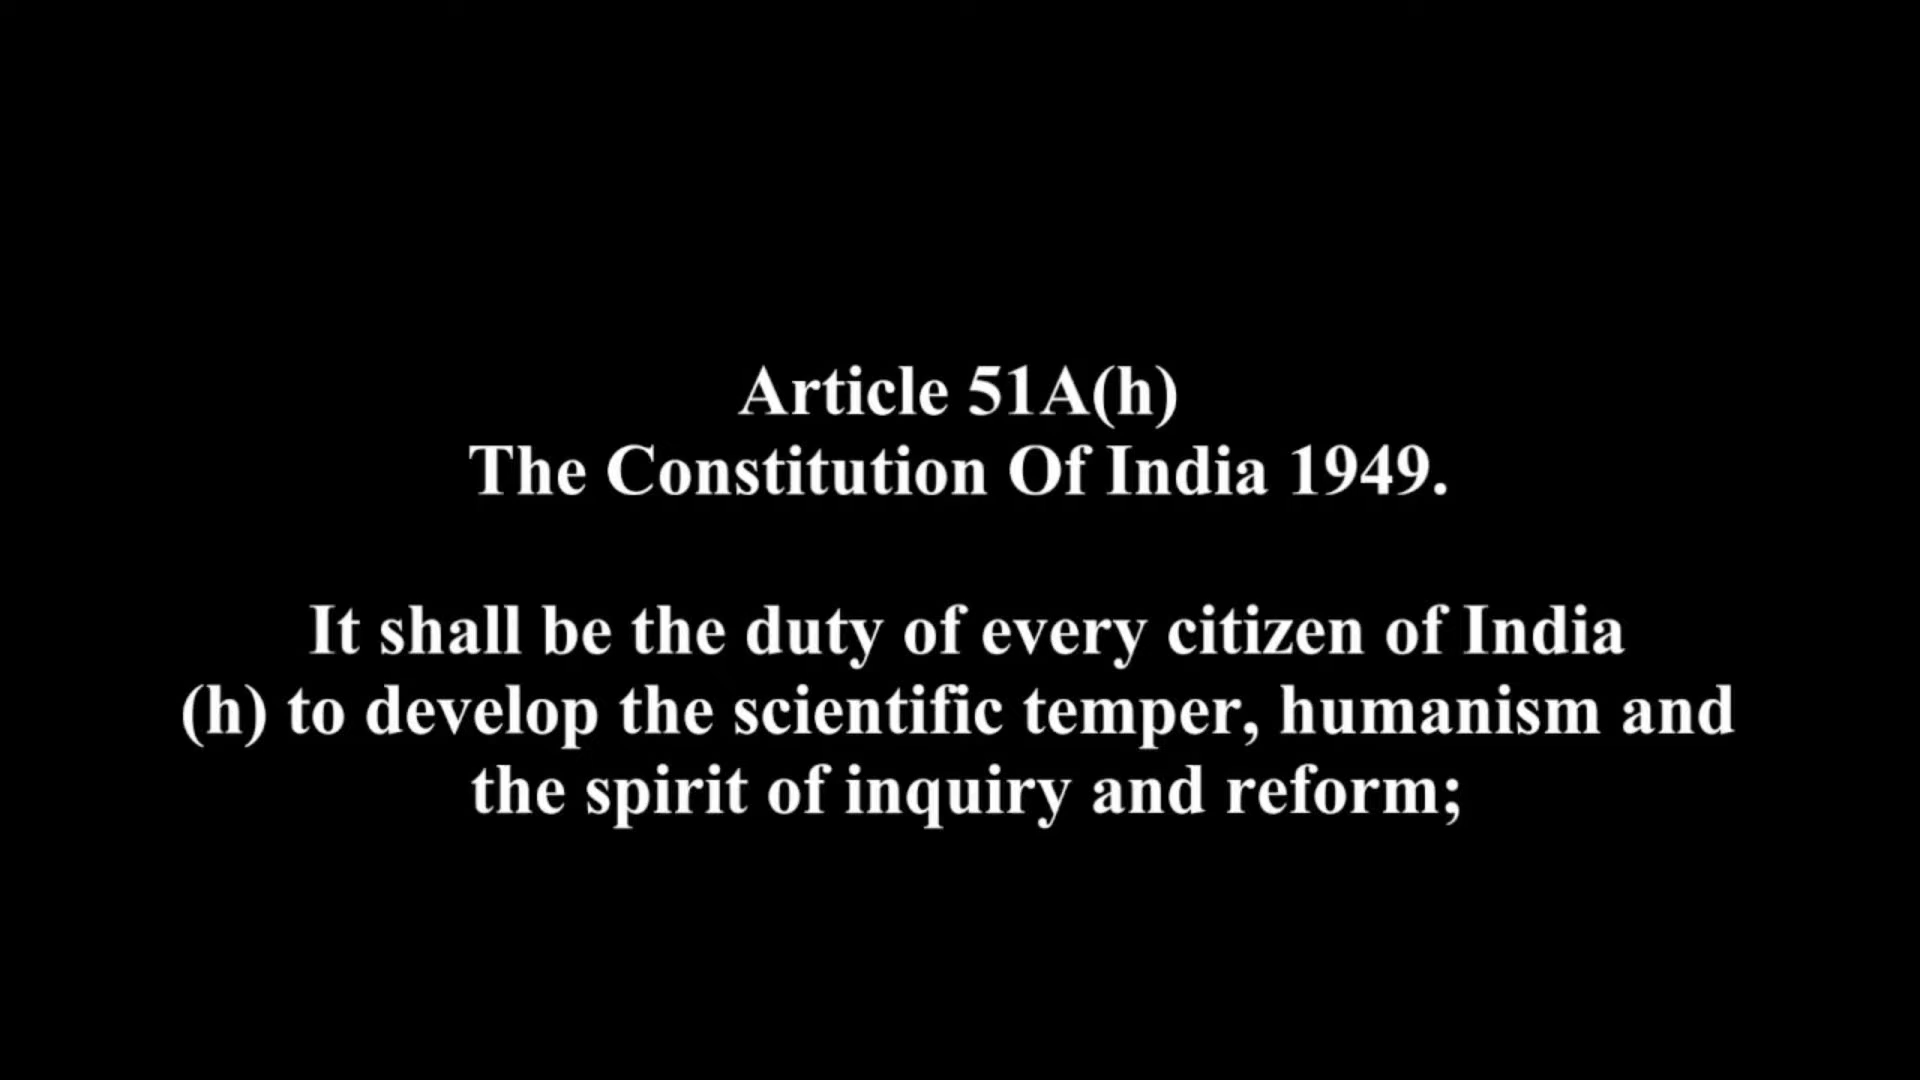 Article 51A(h)
The Constitution Of India 1949.
It shall be the duty of every citizen of India
(h) to develop the scientific temper, humanism and
the spirit of inquiry and reform;